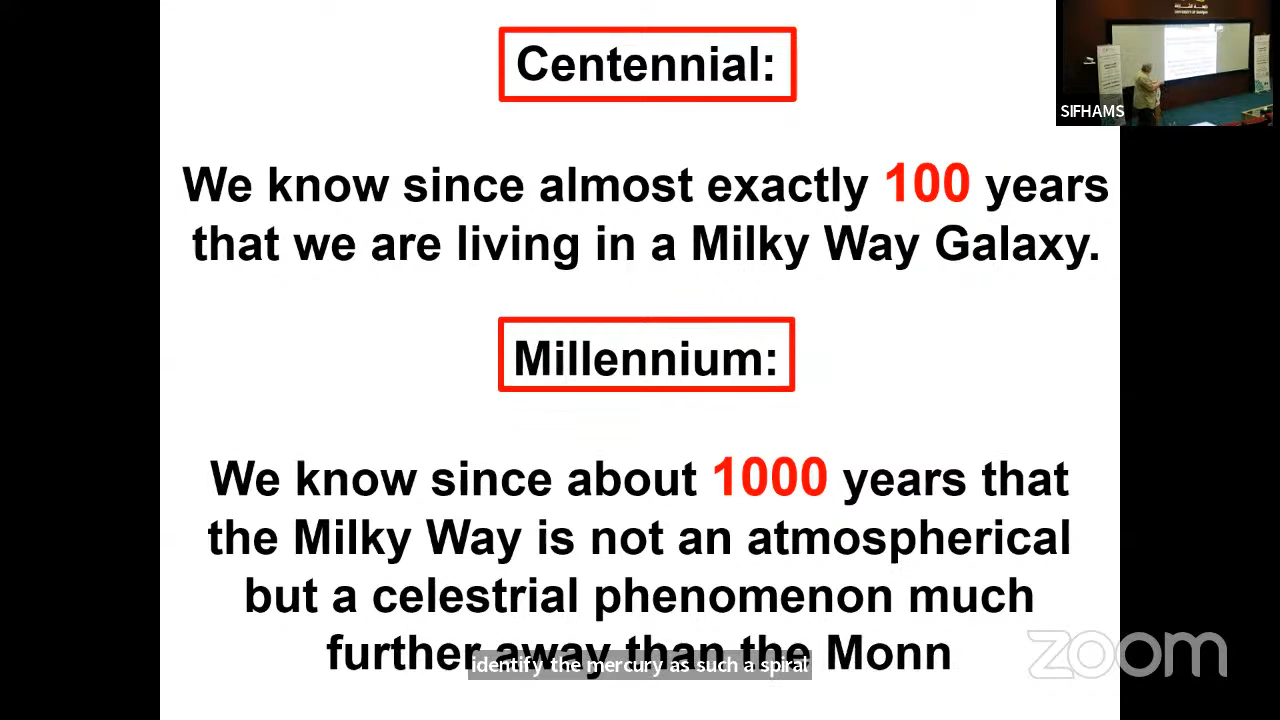 Centennial:
We know since almost exactly 100 years
that we are living in a Milky Way Galaxy.
Millennium:
We know since about 1000 years that
the Milky Way is not an atmospherical
but a celestrial phenomenon much
further away than the Monn
identify the mercury as such a spiral
SIFHAMS
zoom